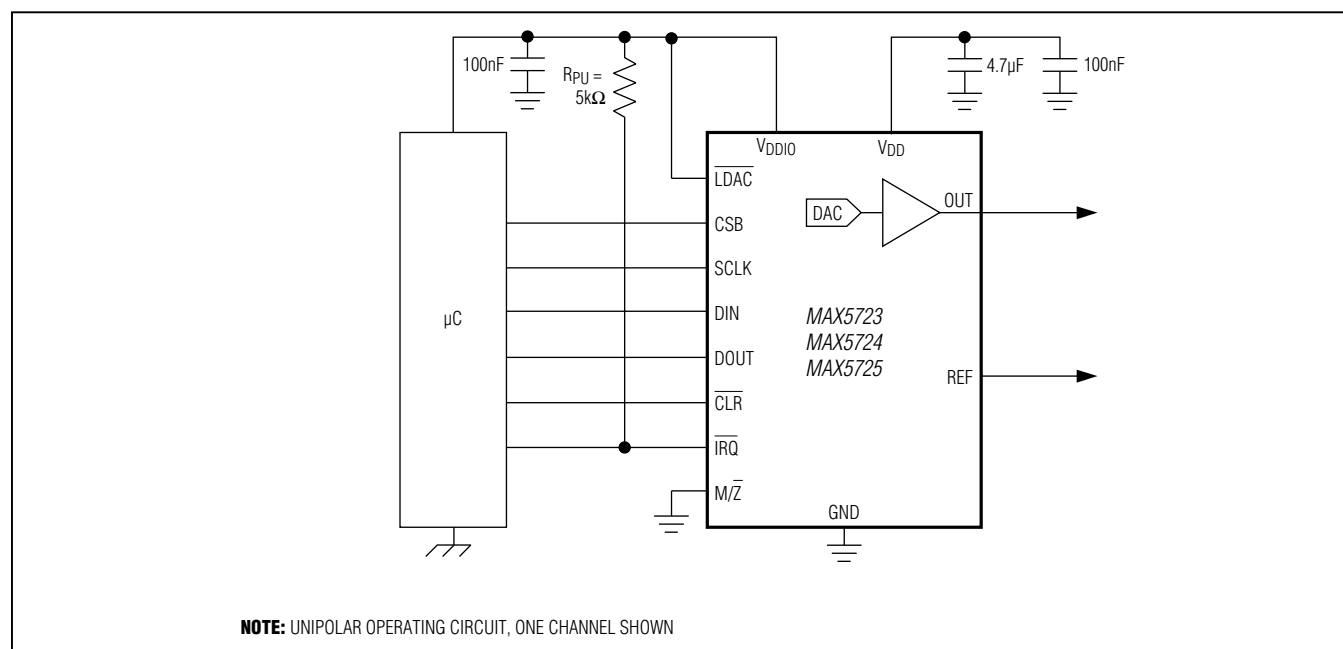 100nF
RPU =
5kΩ
4.7µF
100nF
VDDIO
VDD
LDAC
DAC
OUT
CSB
SCLK
µC
DIN
MAX5723
DOUT
MAX5724
MAX5725
REF
CLR
IRQ
M/Z
GND
NOTE: UNIPOLAR OPERATING CIRCUIT, ONE CHANNEL SHOWN